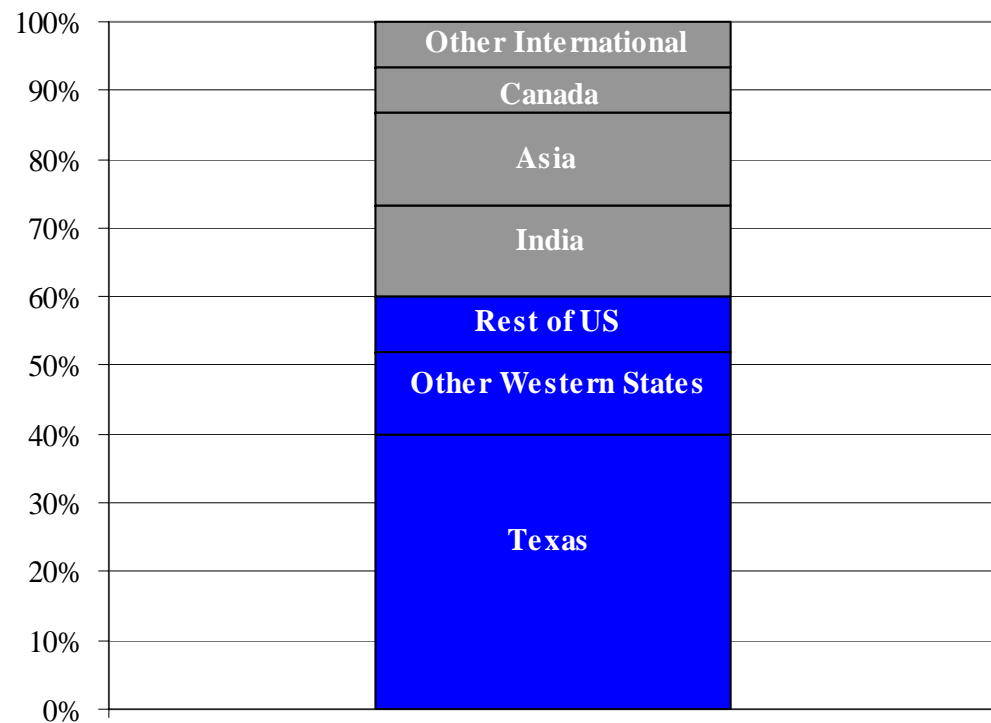 100%
Other International
90%
Canada
80%
Asia
70%
India
60%
Rest of US
50%
Other Western States
40%
30%
Texas
20%
10%
0%